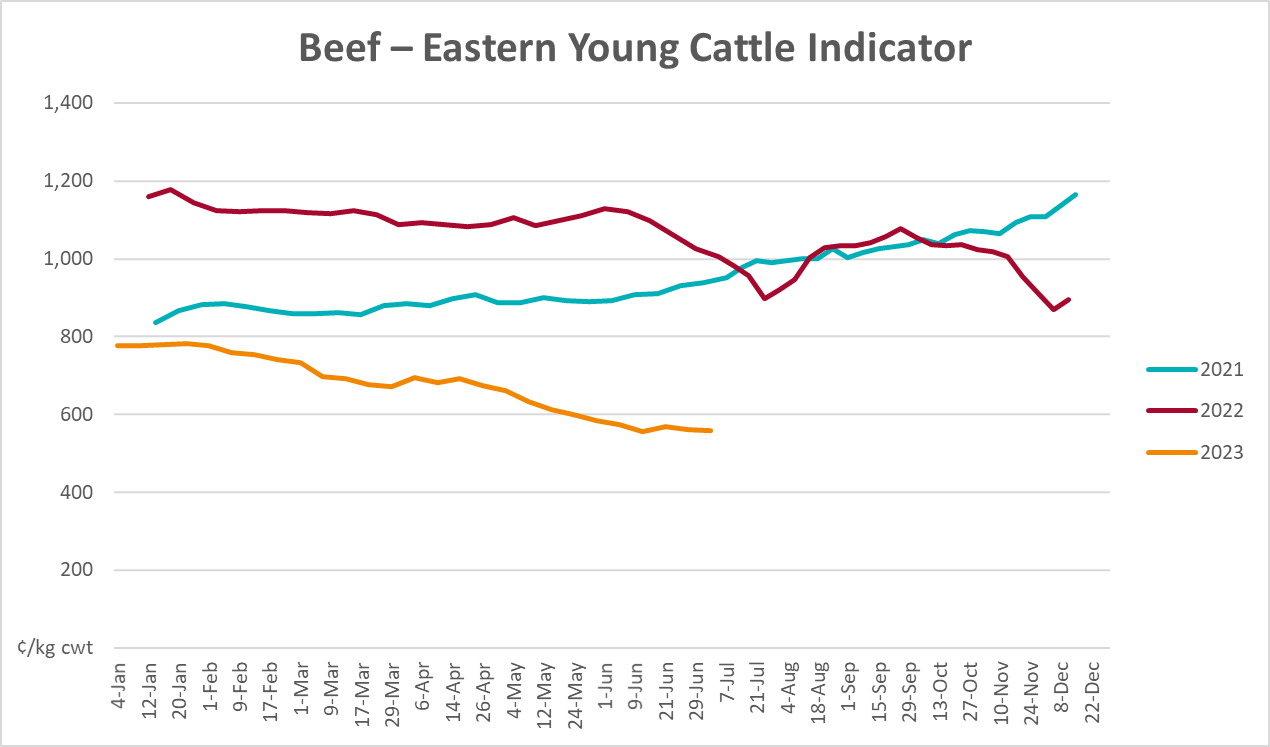 Beef – Eastern Young Cattle Indicator
1,400
1,200
1,000
800
600
400
200
¢/kg cwt
4-Jan
12-Jan
20-Jan
1-Feb
9-Feb
17-Feb
1-Mar
9-Mar
17-Mar
29-Mar
6-Apr
14-Apr
26-Apr
4-May
12-May
24-May
1-Jun
9-Jun
21-Jun
29-Jun
7-Jul
21-Jul
4-Aug
18-Aug
1-Sep
15-Sep
29-Sep
13-Oct
27-Oct
10-Nov
24-Nov
8-Dec
22-Dec
2021
2022
2023